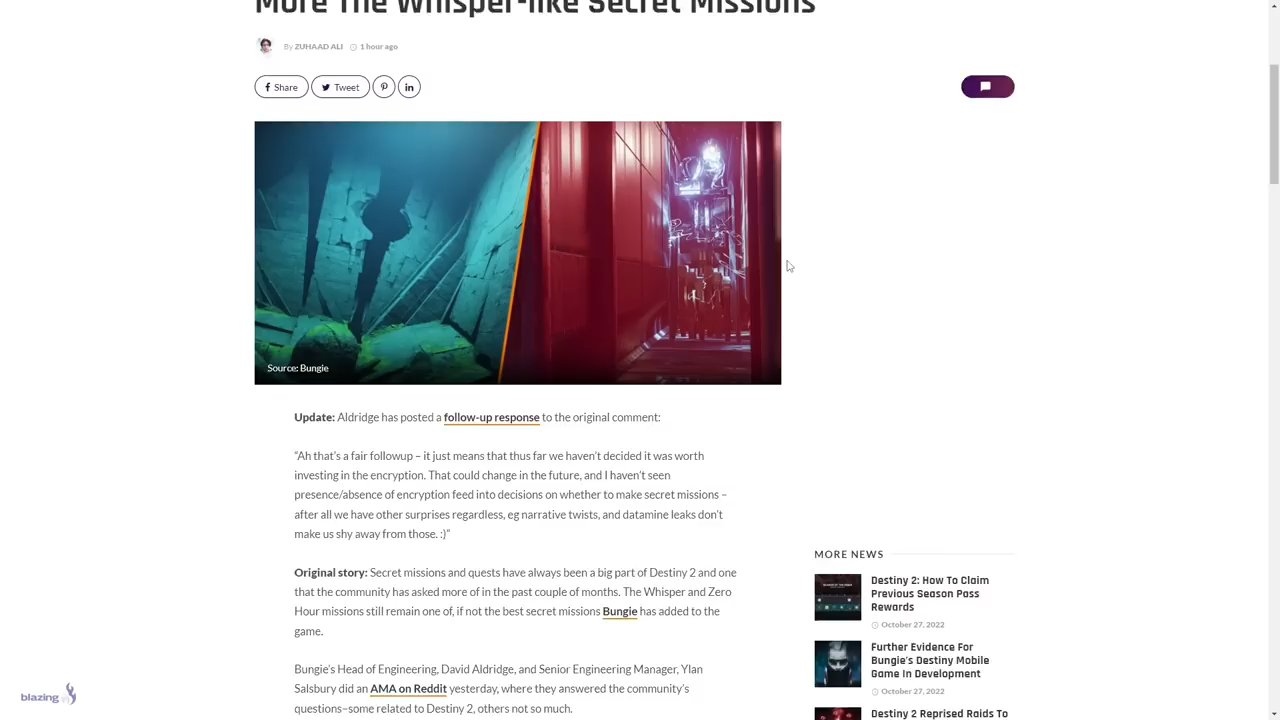 More The Whisper-like Secret Missions
By ZUHAAD ALI 1 hour ago
Share Tweet
Source: Bungie
Update: Aldridge has posted a follow-up response to the original comment:
“Ah that’s a fair followup – it just means that thus far we haven’t decided it was worth
investing in the encryption. That could change in the future, and I haven’t seen
presence/absence of encryption feed into decisions on whether to make secret missions –
after all we have other surprises regardless, eg narrative twists, and datamine leaks don’t
make us shy away from those. :)”
Original story: Secret missions and quests have always been a big part of Destiny 2 and one
that the community has asked more of in the past couple of months. The Whisper and Zero
Hour missions still remain one of, if not the best secret missions Bungie has added to the
game.
Bungie’s Head of Engineering, David Aldridge, and Senior Engineering Manager, Ylan
Salsbury did an AMA on Reddit yesterday, where they answered the community’s
questions–some related to Destiny 2, others not so much.
MORE NEWS
Destiny 2: How To Claim
Previous Season Pass
Rewards
October 27, 2022
Further Evidence For
Bungie’s Destiny Mobile
Game In Development
October 27, 2022
Destiny 2 Reprised Raids To
blazing